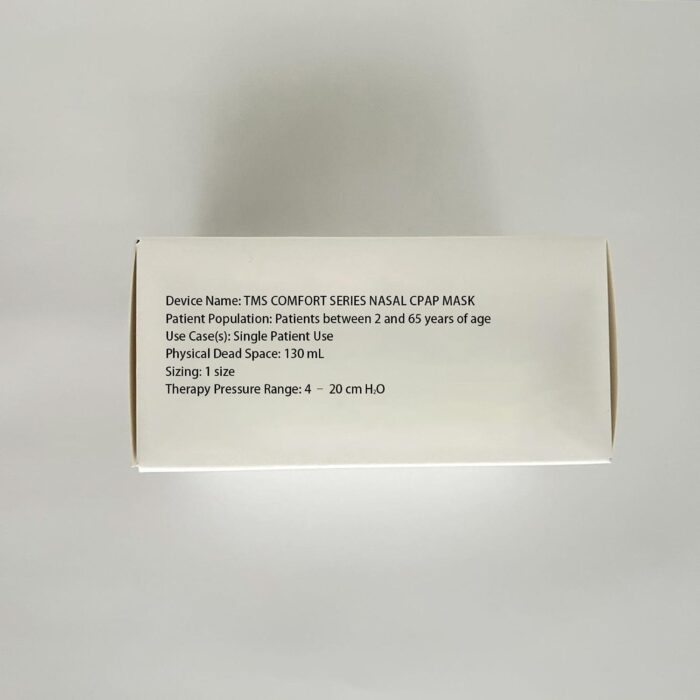 Device Name: TMS COMFORT SERIES NASAL CPAP MASK
Patient Population: Patients between 2 and 65 years of age
Use Case(s): Single Patient Use
Physical Dead Space: 130 mL
Sizing: 1 size
Therapy Pressure Range: 4 – 20 cm H₂O